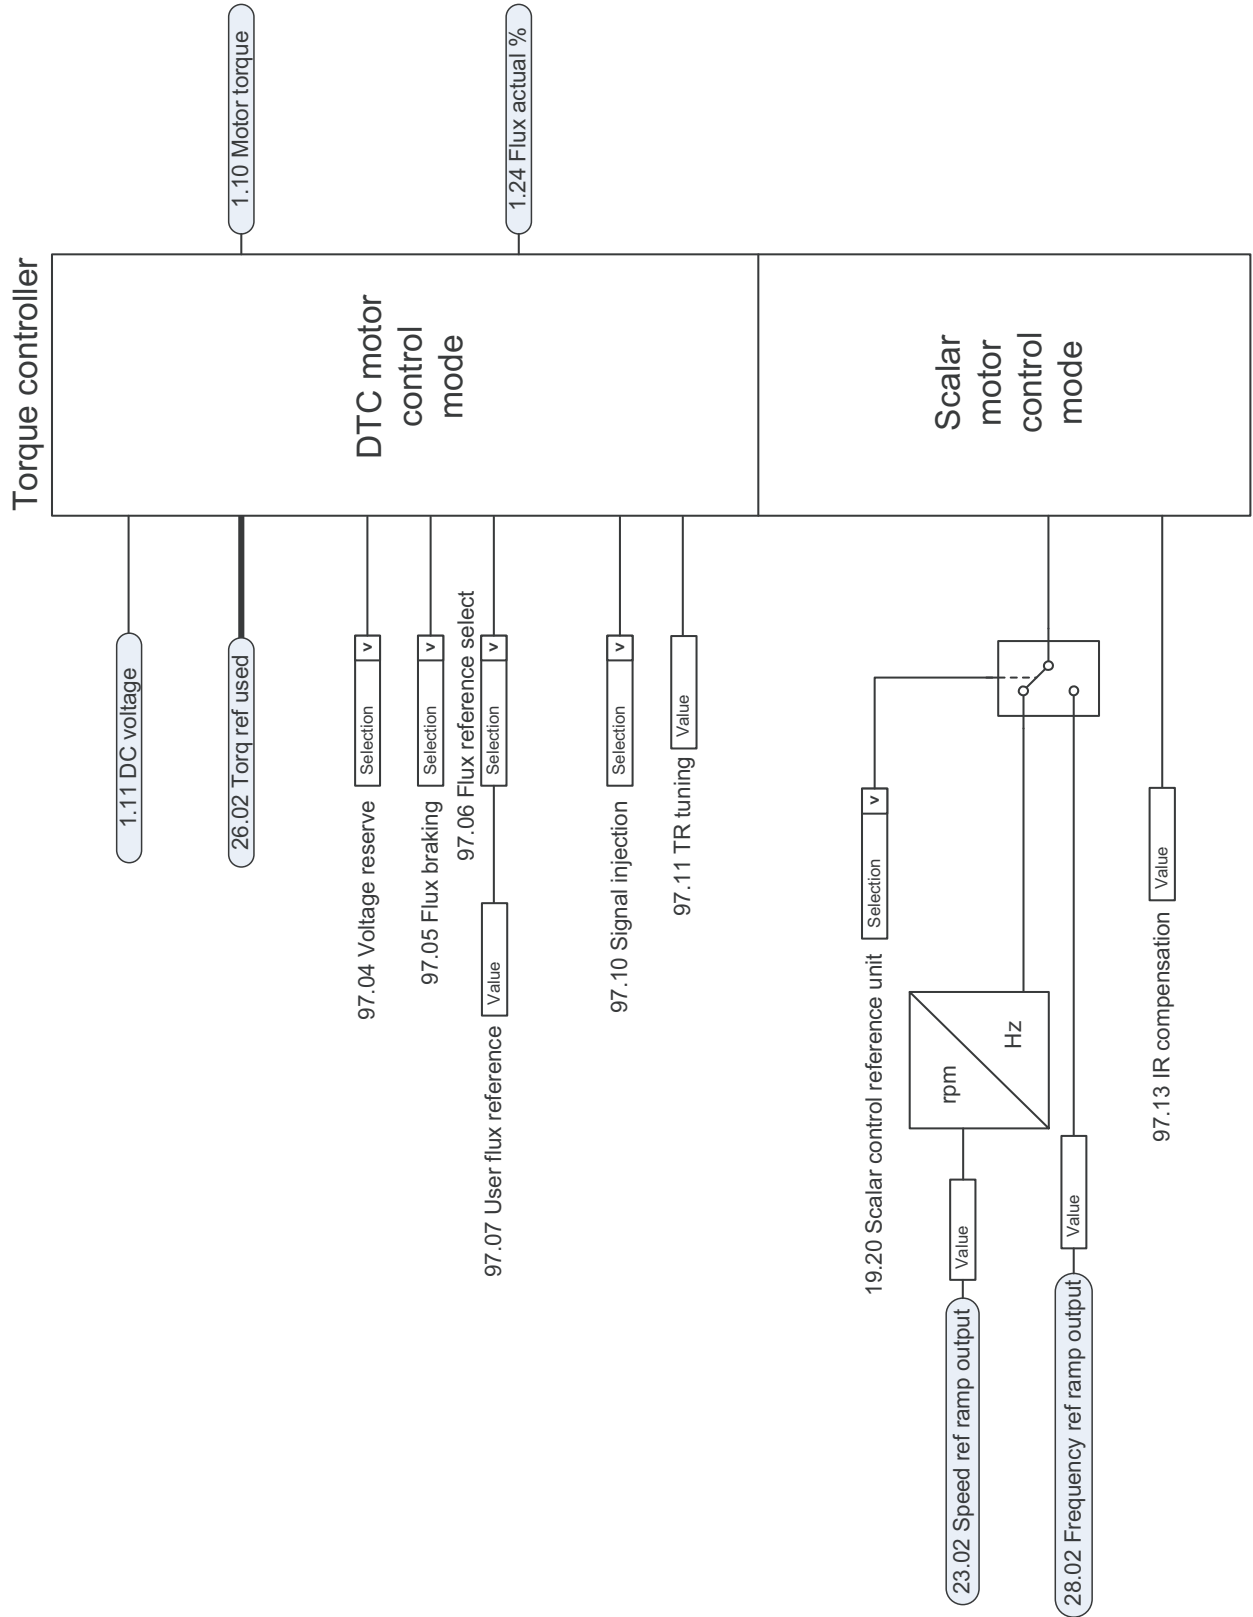 Torque controller
1.11 DC voltage
1.10 Motor torque
26.02 Torq ref used
DTC motor
control
mode
97.04 Voltage reserve
Selection
v
97.05 Flux braking
Selection
v
97.06 Flux reference select
1.24 Flux actual %
97.07 User flux reference
Value
Selection
v
97.10 Signal injection
Selection
v
97.11 TR tuning
Value
Scalar
motor
control
mode
19.20 Scalar control reference unit
Selection
v
23.02 Speed ref ramp output
Value
rpm
Hz
28.02 Frequency ref ramp output
Value
97.13 IR compensation
Value